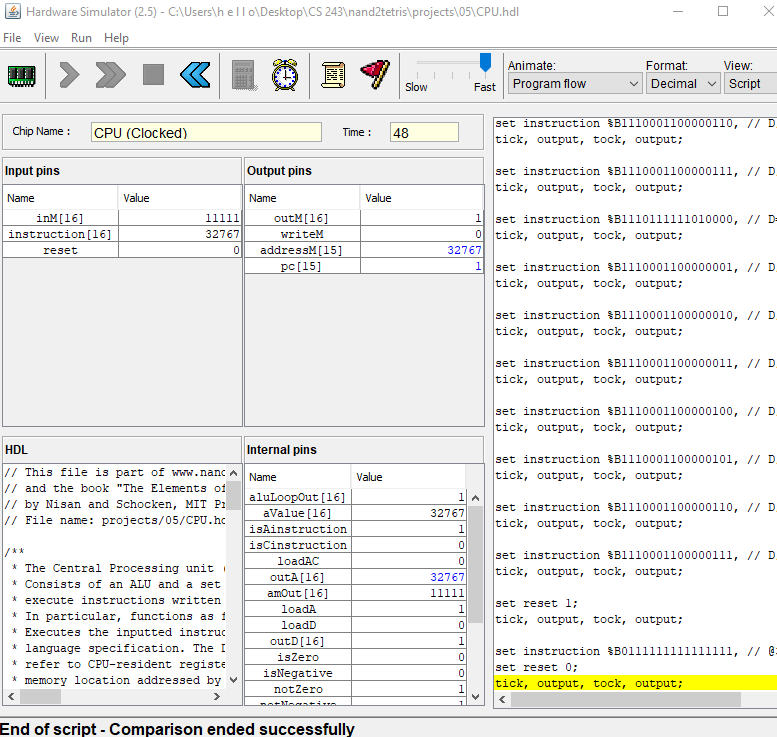 Hardware Simulator (2.5) - C:\Users\h e l l o\Desktop\CS 243\nand2tetris\projects\05\CPU.hdl
File View Run Help
Slow Fast
Animate: Format: View:
Program flow Decimal Script
Chip Name : CPU (Clocked) Time : 48
Input pins
Name Value
inM[16] 11111
instruction[16] 32767
reset 0
Output pins
Name Value
outM[16] 1
writeM 0
addressM[15] 32767
pc[15] 1
HDL
// This file is part of www.nanc
// and the book "The Elements of
// by Nisan and Schocken, MIT Pr
// File name: projects/05/CPU.hd
/**
* The Central Processing unit (
* Consists of an ALU and a set
* execute instructions written
* In particular, functions as f
* Executes the inputted instruc
* language specification. The D
* refer to CPU-resident registe
* memory location addressed by
Internal pins
Name Value
aluLoopOut[16] 1
aValue[16] 32767
isAinstruction 1
isCinstruction 0
loadAC 0
outA[16] 32767
amOut[16] 11111
loadA 1
loadD 0
outD[16] 1
isZero 0
isNegative 0
notZero 1
notNegative 1
set instruction %B1110001100000110, // D
tick, output, tock, output;
set instruction %B1110001100000111, // D
tick, output, tock, output;
set instruction %B1110111111010000, // D=
tick, output, tock, output;
set instruction %B1110001100000001, // D
tick, output, tock, output;
set instruction %B1110001100000010, // D
tick, output, tock, output;
set instruction %B1110001100000011, // D
tick, output, tock, output;
set instruction %B1110001100000100, // D
tick, output, tock, output;
set instruction %B1110001100000101, // D
tick, output, tock, output;
set instruction %B1110001100000110, // D
tick, output, tock, output;
set instruction %B1110001100000111, // D
tick, output, tock, output;
set reset 1;
tick, output, tock, output;
set instruction %B0111111111111111, // @
set reset 0;
tick, output, tock, output;
End of script - Comparison ended successfully